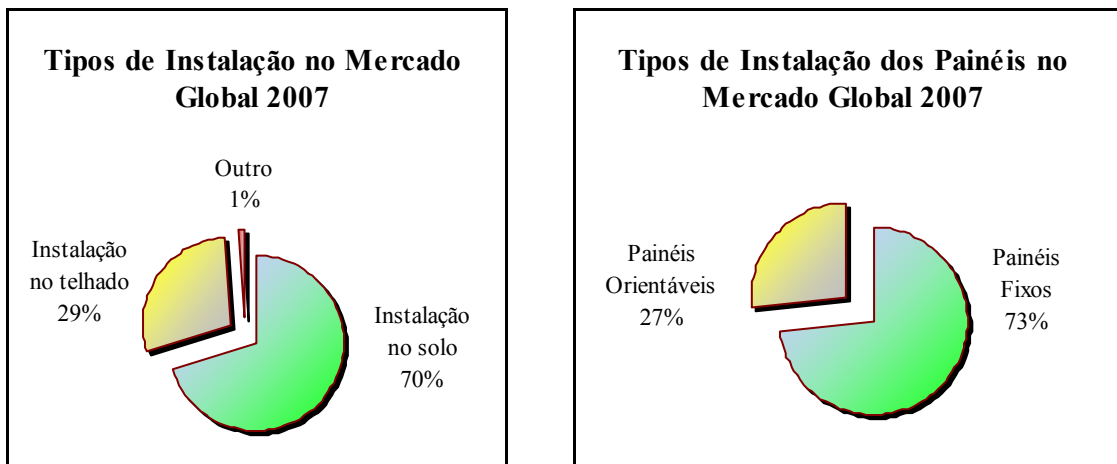 Tipos de Instalação no Mercado
Global 2007
Outro
1%
Instalação
no telhado
29%
Instalação
no solo
70%
Tipos de Instalação dos Painéis no
Mercado Global 2007
Painéis
Orientáveis
27%
Painéis
Fixos
73%